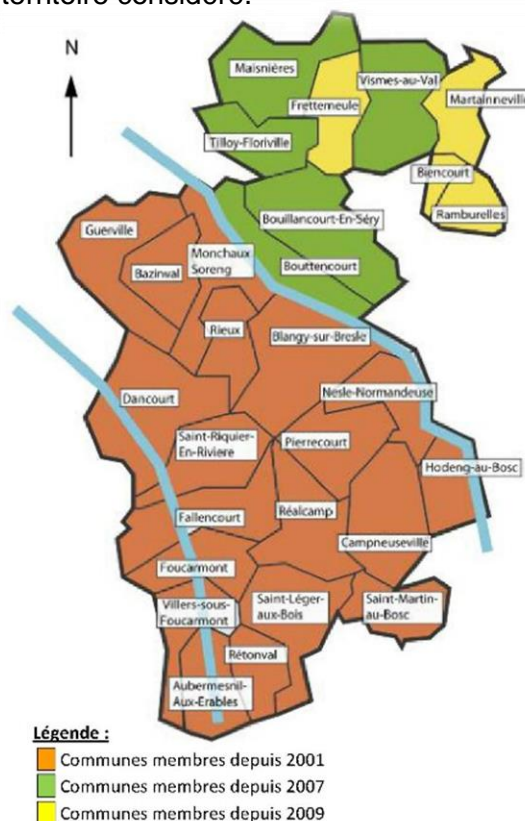 territoire considéré.
N
Maisnières
Vismes-au-Val
Martainneville
Frettemeule
Tilloy-Floriville
Biencourt
Ramburelles
Bouillancourt-En-Séry
Guerville
Monchaux
Soreng
Bazinval
Bouttencourt
Rieux
Blangy-sur-Bresle
Nesle-Normandeuse
Dancourt
Saint-Riquier-
En-Riviere
Pierrecourt
Hodeng-au-Bosc
Réalcamp
Fallencourt
Campneuseville
Foucarmont
Villers-sous-
Foucarmont
Saint-Léger-
aux-Bois
Saint-Martin-
au-Bosc
Rétonval
Aubermesnil-
Aux-Erables
Légende :
Communes membres depuis 2001
Communes membres depuis 2007
Communes membres depuis 2009